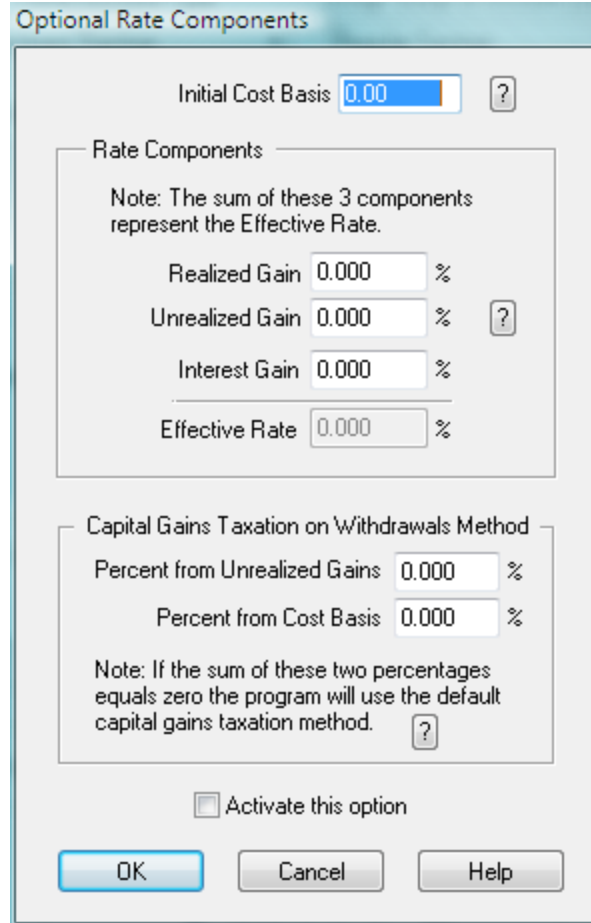 Optional Rate Components
Initial Cost Basis 0.00 ?
Rate Components
Note: The sum of these 3 components
represent the Effective Rate.
Realized Gain 0.000 %
Unrealized Gain 0.000 % ?
Interest Gain 0.000 %
Effective Rate 0.000 %
Capital Gains Taxation on Withdrawals Method
Percent from Unrealized Gains 0.000 %
Percent from Cost Basis 0.000 %
Note: If the sum of these two percentages
equals zero the program will use the default
capital gains taxation method. ?
Activate this option
OK Cancel Help